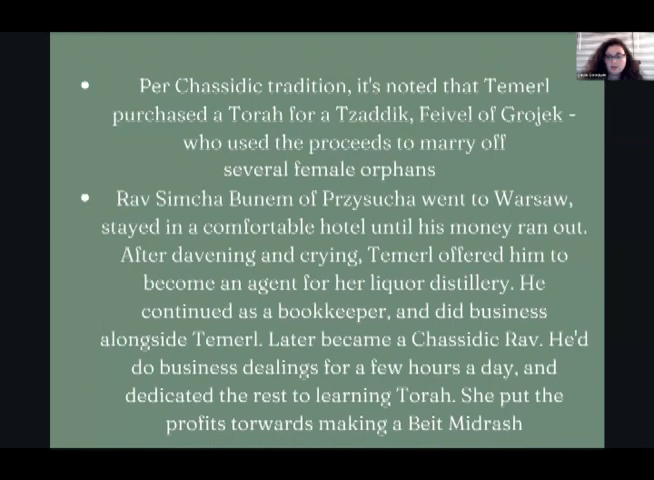 Per Chassidic tradition, it's noted that Temerl
purchased a Torah for a Tzaddik, Feivel of Grojek -
who used the proceeds to marry off
several female orphans
Rav Simcha Bunem of Przysucha went to Warsaw,
stayed in a comfortable hotel until his money ran out.
After davening and crying, Temerl offered him to
become an agent for her liquor distillery. He
continued as a bookkeeper, and did business
alongside Temerl. Later became a Chassidic Rav. He'd
do business dealings for a few hours a day, and
dedicated the rest to learning Torah. She put the
profits torwards making a Beit Midrash